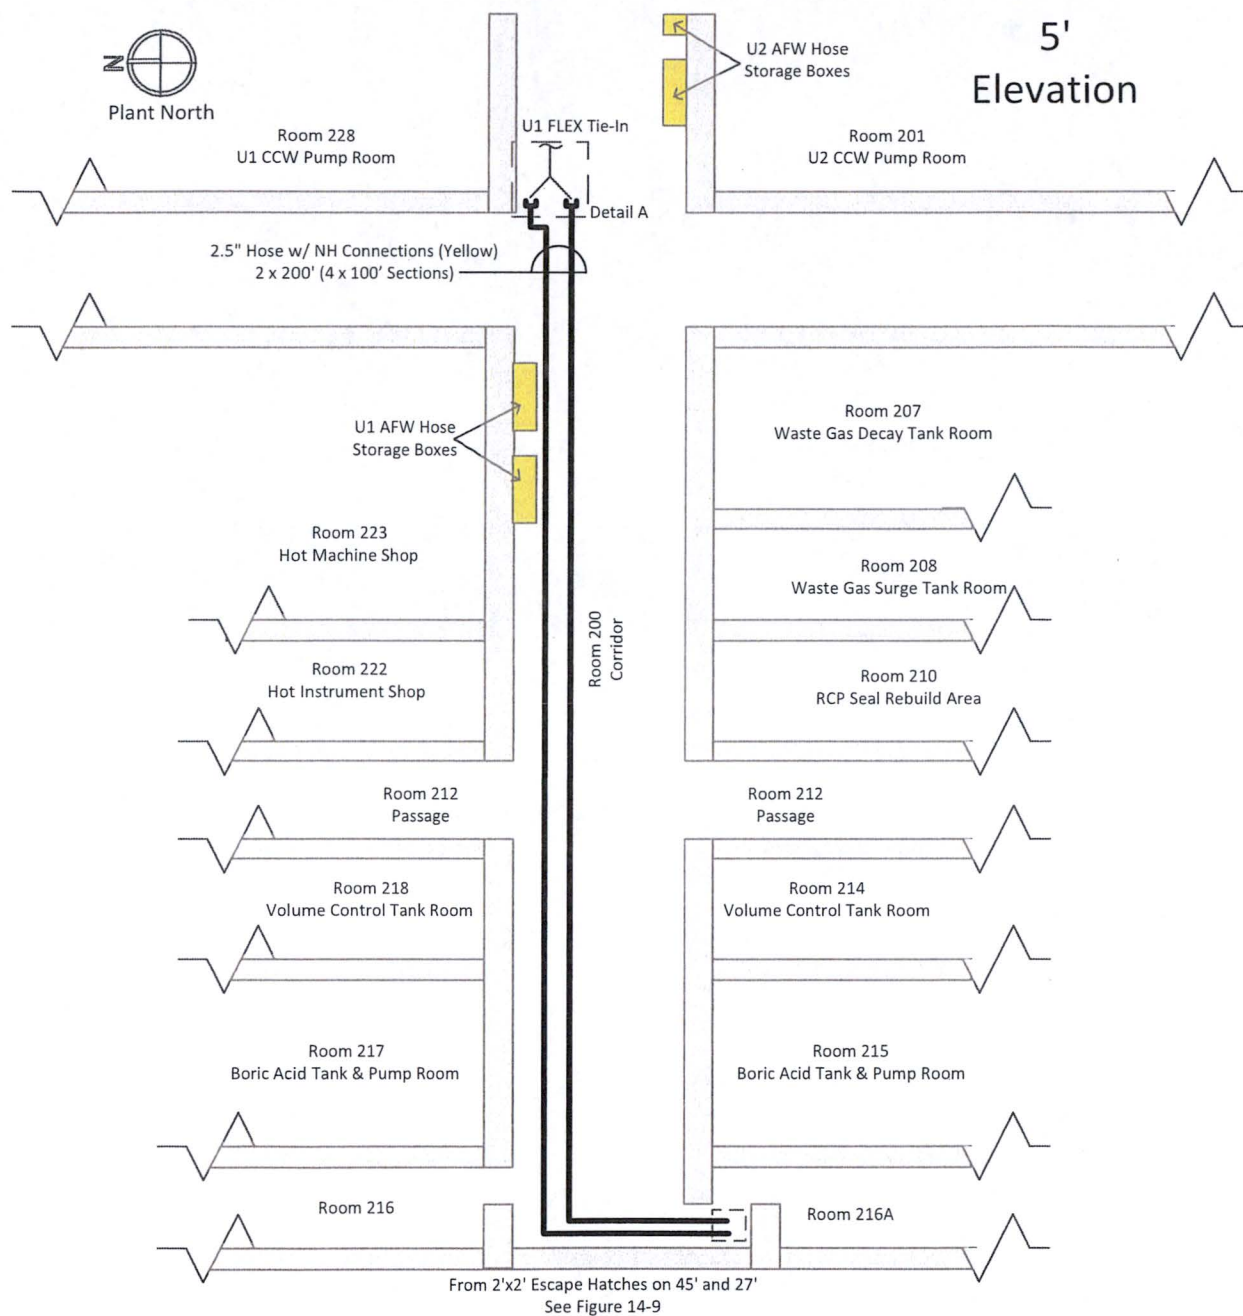 5'
Elevation
N
Plant North
U2 AFW Hose
Storage Boxes
U1 FLEX Tie-In
Room 228
U1 CCW Pump Room
Room 201
U2 CCW Pump Room
Detail A
2.5" Hose w/ NH Connections (Yellow)
2 x 200' (4 x 100' Sections)
U1 AFW Hose
Storage Boxes
Room 207
Waste Gas Decay Tank Room
Room 223
Hot Machine Shop
Room 208
Waste Gas Surge Tank Room
Room 200
Corridor
Room 222
Hot Instrument Shop
Room 210
RCP Seal Rebuild Area
Room 212
Passage
Room 212
Passage
Room 218
Volume Control Tank Room
Room 214
Volume Control Tank Room
Room 217
Boric Acid Tank & Pump Room
Room 215
Boric Acid Tank & Pump Room
Room 216
Room 216A
From 2'x2' Escape Hatches on 45' and 27'
See Figure 14-9